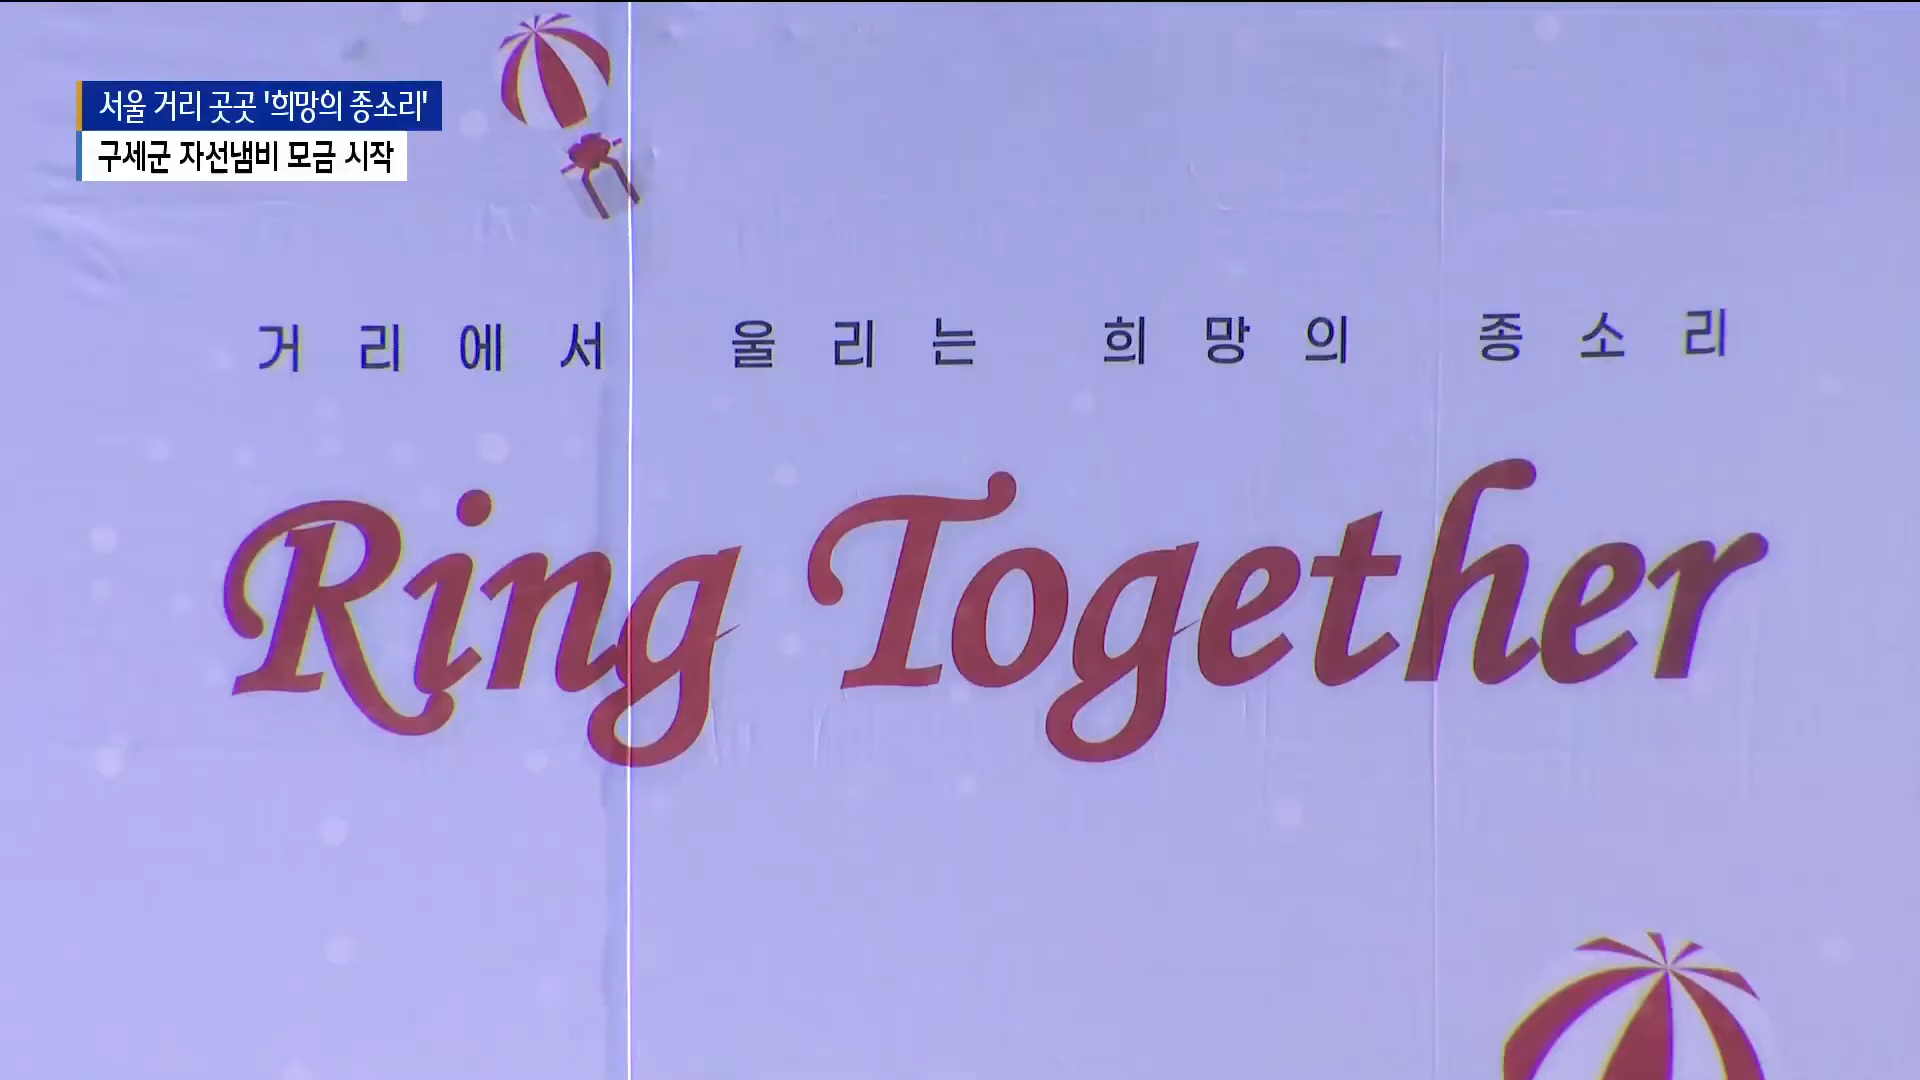 서울 거리 곳곳 '희망의 종소리'
구세군 자선냄비 모금 시작
거리에서 울리는 희망의 종소리
Ring Together